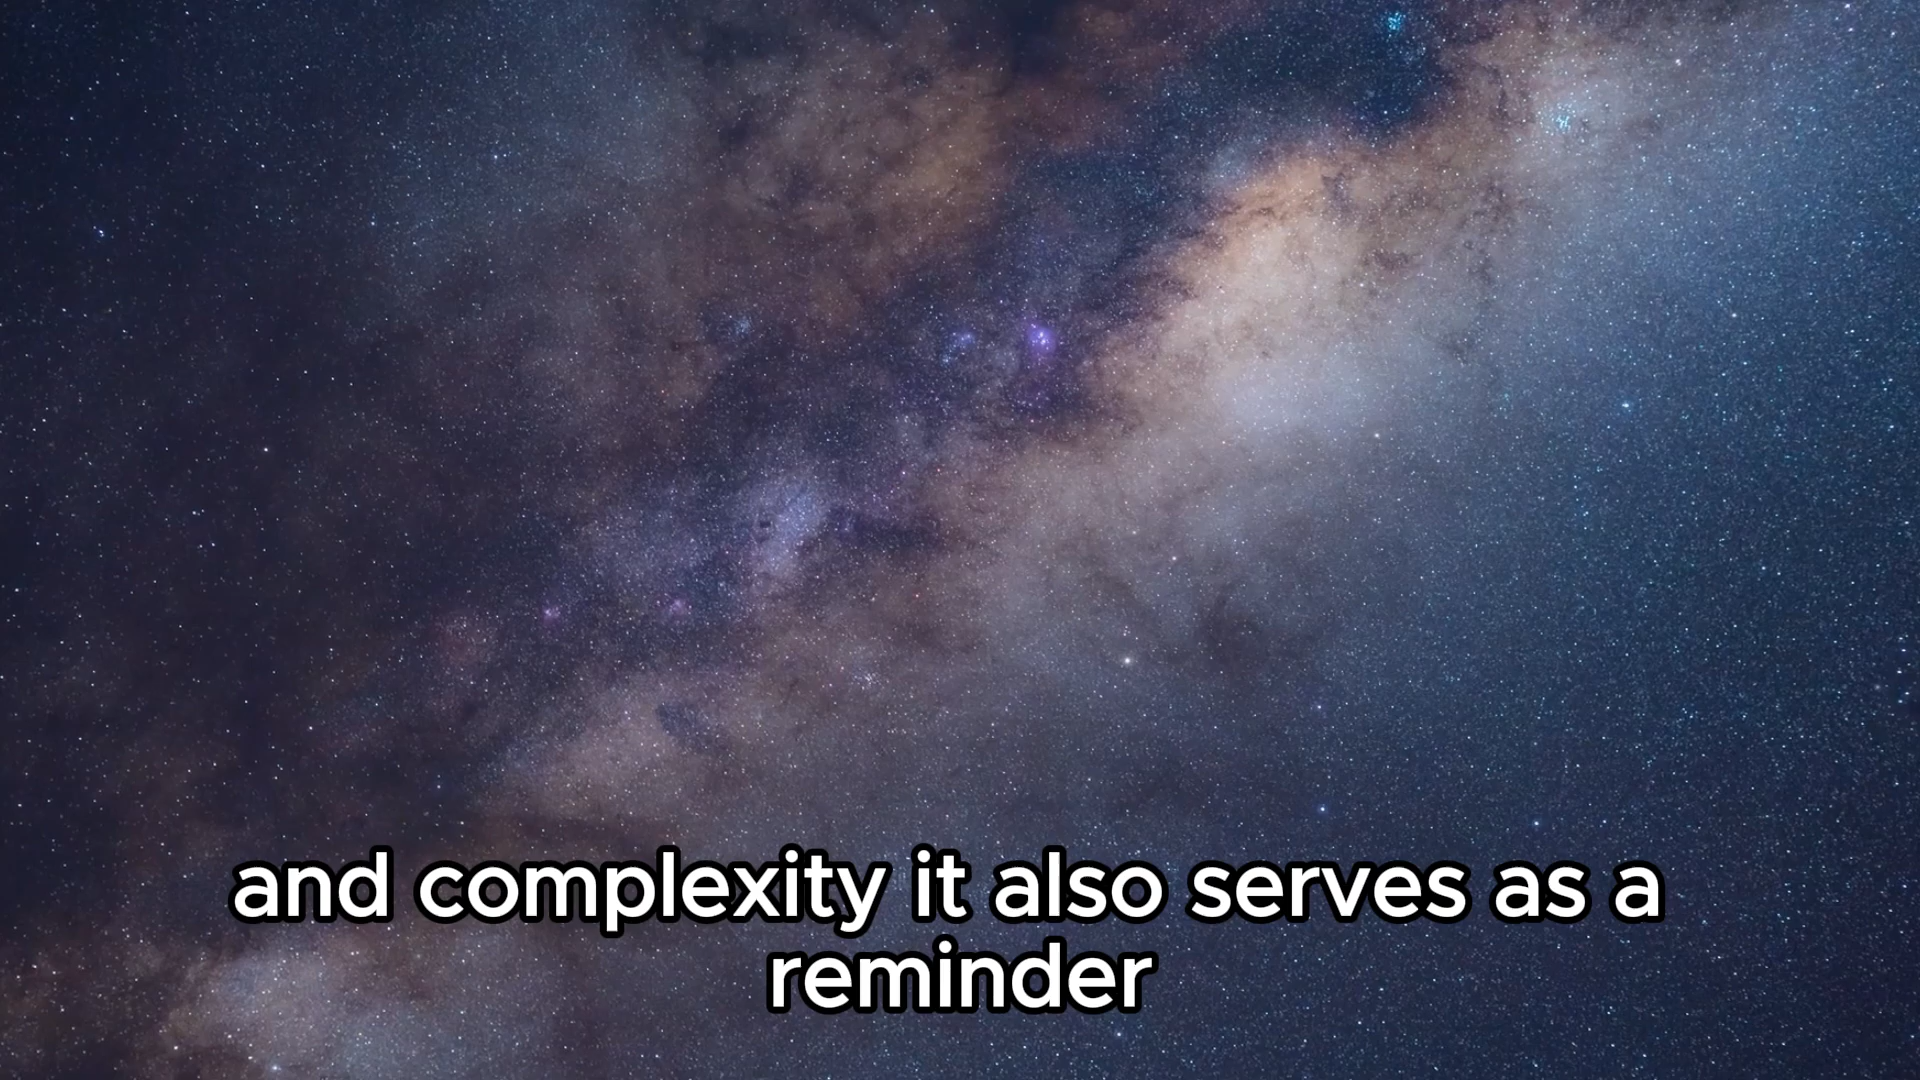 and complexity it also serves as a
reminder